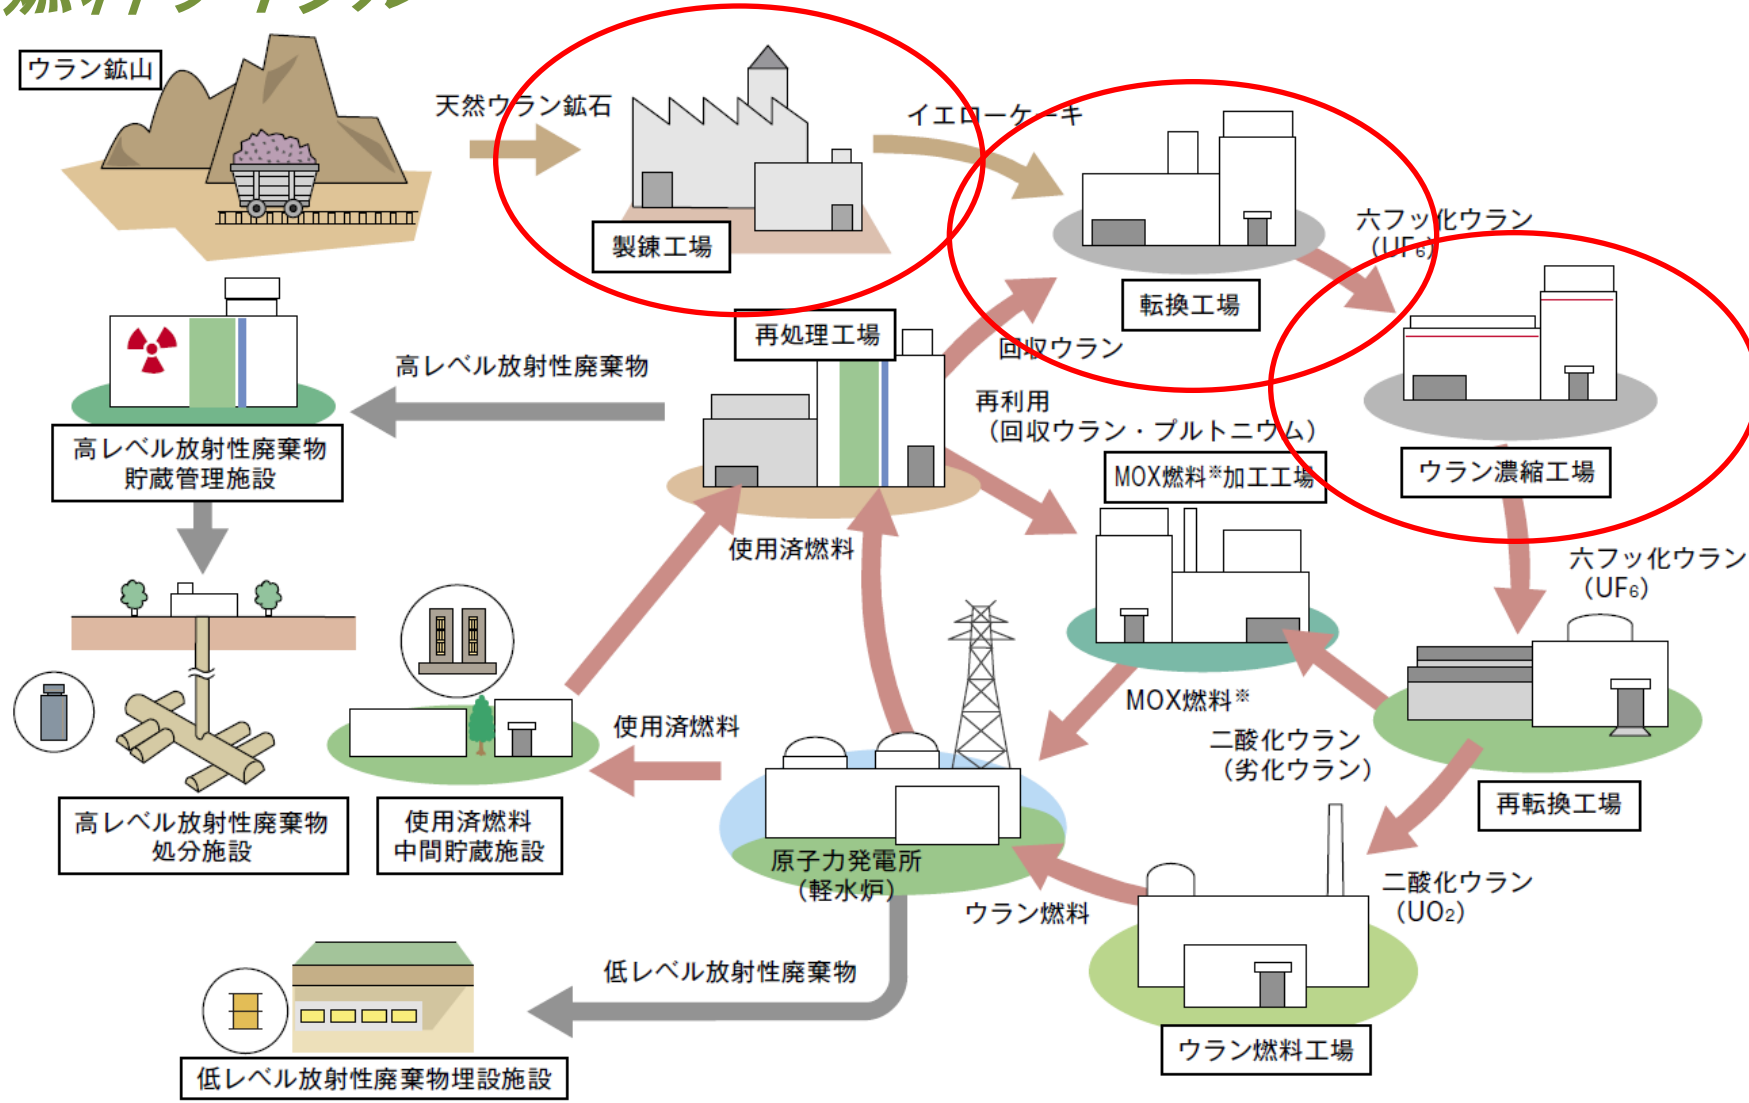 燃料サイクル
ウラン鉱山
天然ウラン鉱石
イエローケーキ
製錬工場
六フッ化ウラン
（UF₆）
転換工場
再処理工場
回収ウラン
高レベル放射性廃棄物
再利用
（回収ウラン・プルトニウム）
高レベル放射性廃棄物
貯蔵管理施設
MOX燃料※加工工場
ウラン濃縮工場
使用済燃料
六フッ化ウラン
（UF₆）
MOX燃料※
使用済燃料
二酸化ウラン
（劣化ウラン）
再転換工場
高レベル放射性廃棄物
処分施設
使用済燃料
中間貯蔵施設
原子力発電所
（軽水炉）
二酸化ウラン
（UO₂）
ウラン燃料
低レベル放射性廃棄物
ウラン燃料工場
低レベル放射性廃棄物埋設施設